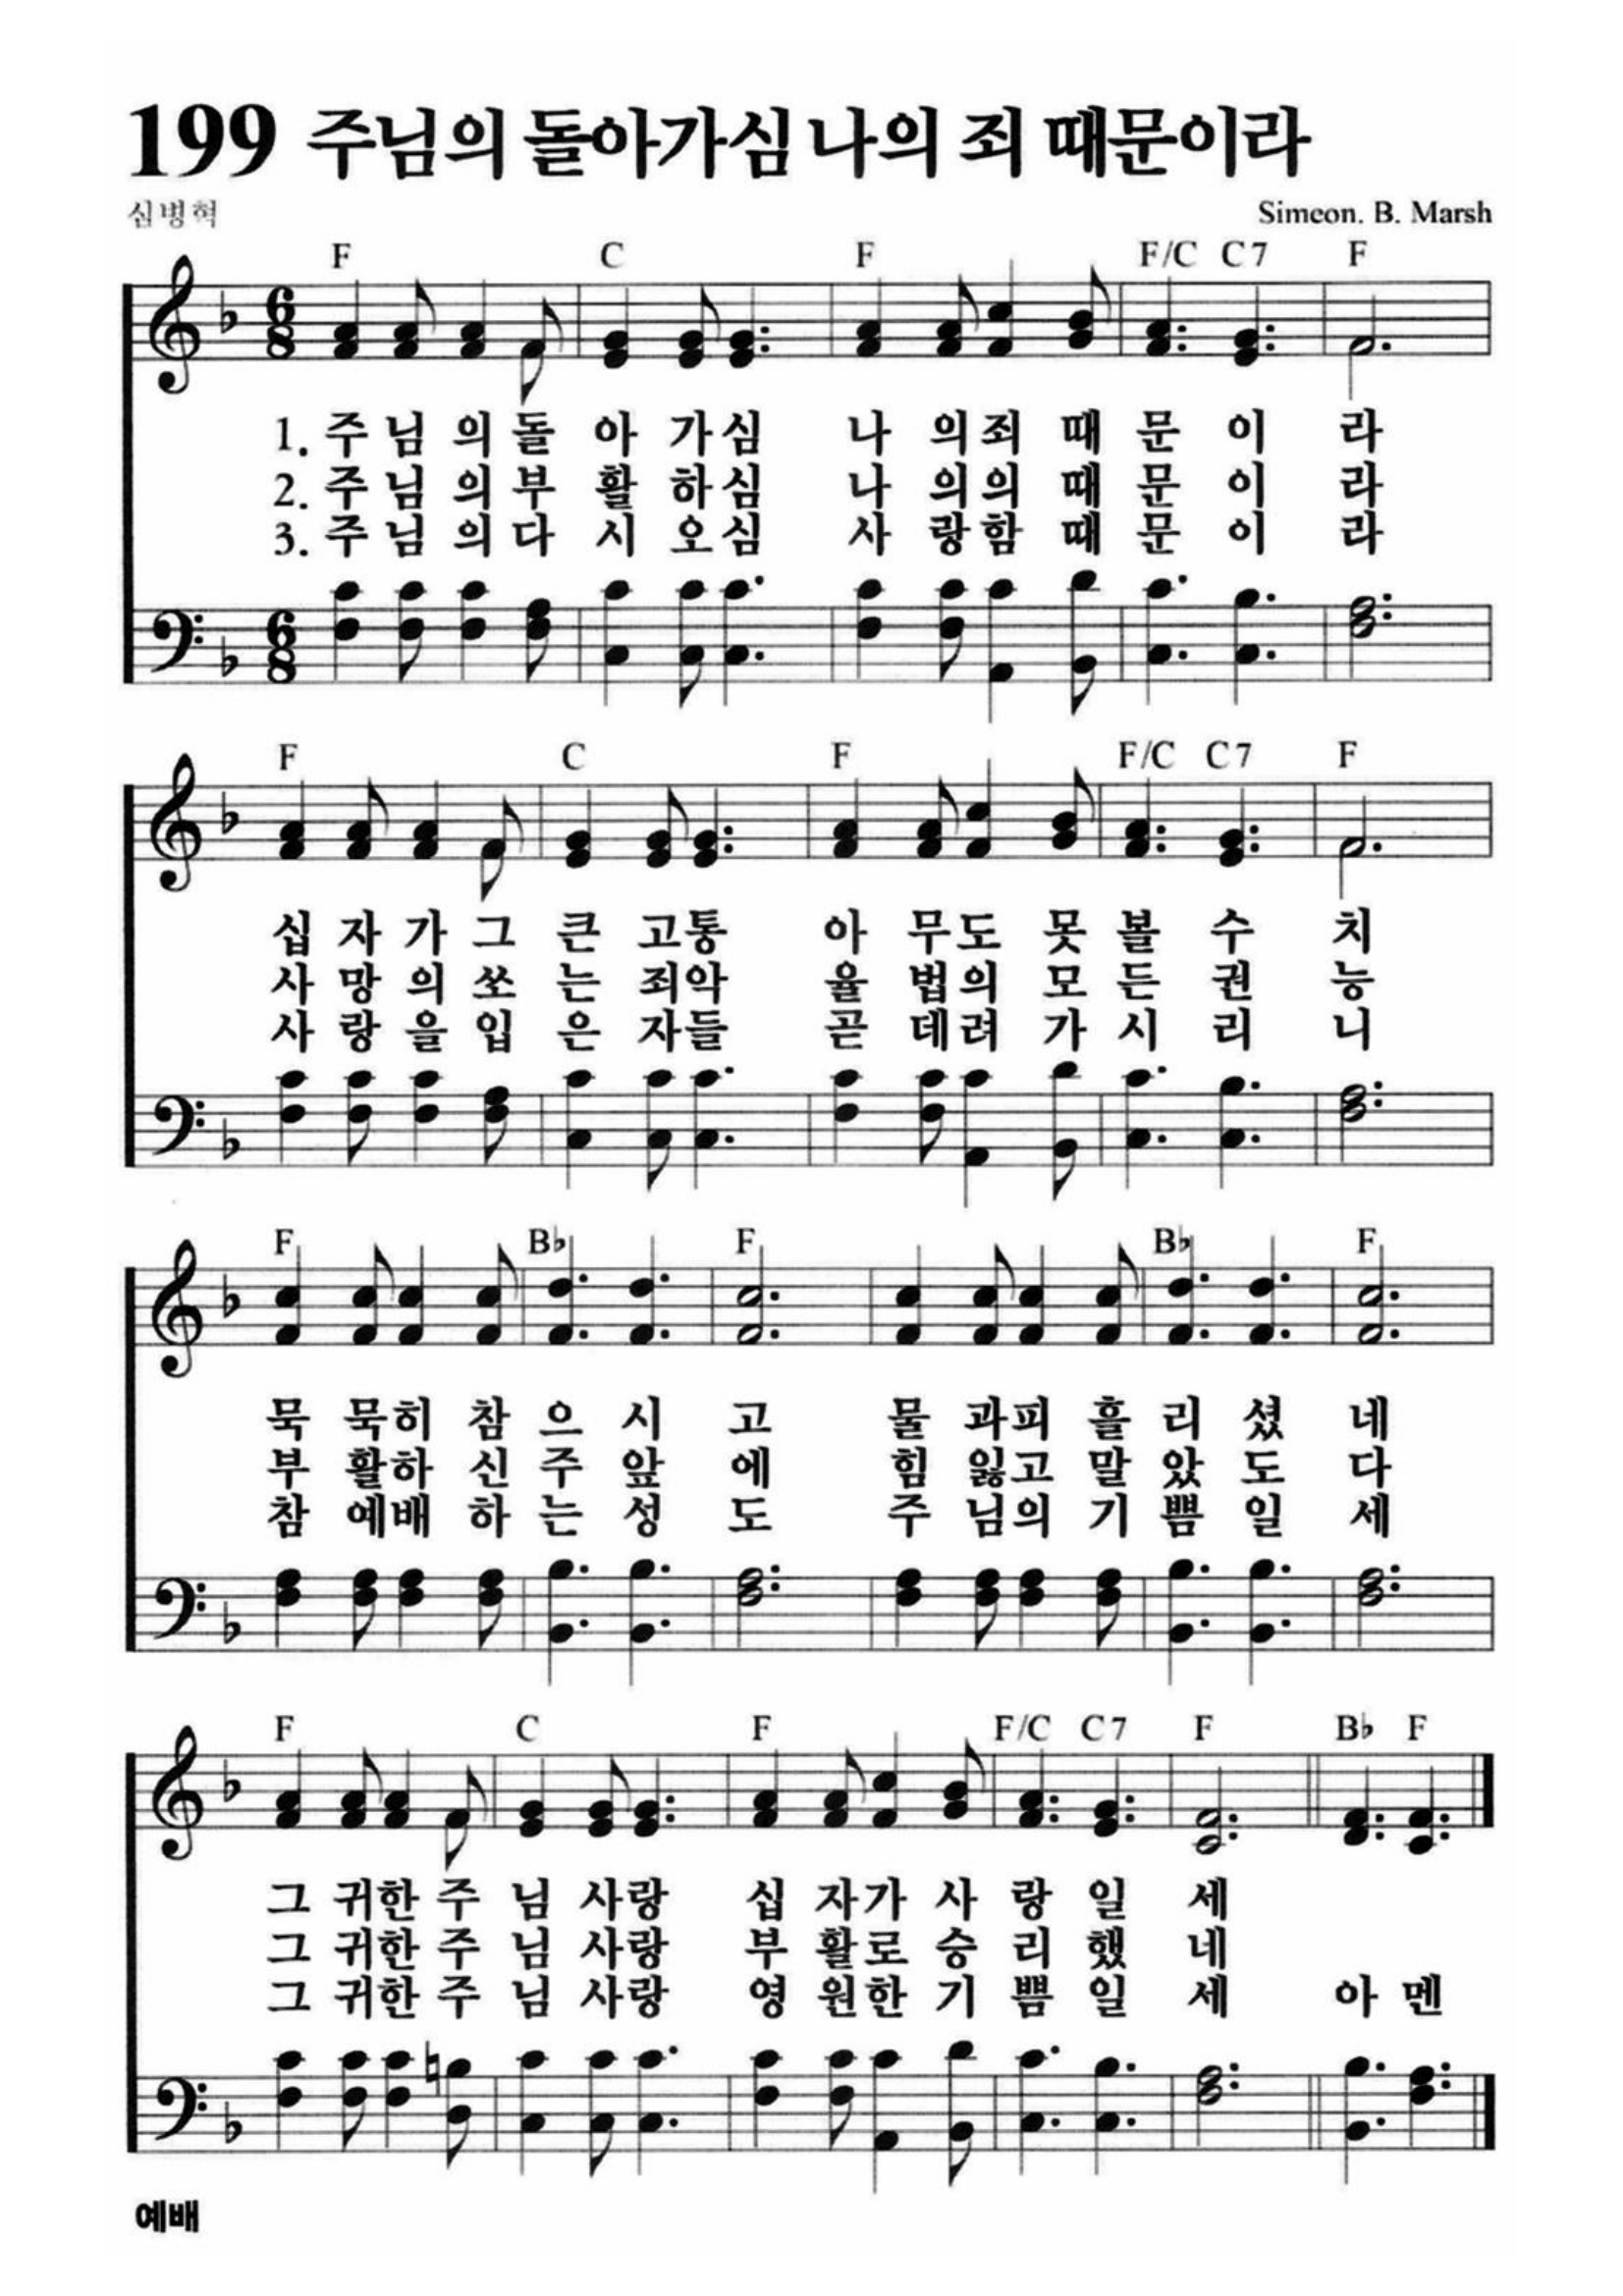 199 주님의 돌아가심 나의 죄 때문이라
심병혁 Simeon. B. Marsh
F C F F/C C7 F
1. 주 님 의 돌 아 가 심 나 의 죄 때 문 이 라
2. 주 님 의 부 활 하 심 나 의 의 때 문 이 라
3. 주 님 의 다 시 오 심 사 랑 함 때 문 이 라
F C F F/C C7 F
십 자 가 그 큰 고 통 아 무 도 못 볼 수 치
사 망 의 쏘 는 죄 악 율 법 의 모 든 권 능
사 랑 을 입 은 자 들 곧 데 려 가 시 리 니
F B♭ F B♭ F
묵 묵 히 참 으 시 고 물 과 피 흘 리 셨 네
부 활 하 신 주 앞 에 힘 잃 고 말 았 도 다
참 예 배 하 는 성 도 주 님 의 기 쁨 일 세
F C F F/C C7 F B♭ F
그 귀 한 주 님 사 랑 십 자 가 사 랑 일 세
그 귀 한 주 님 사 랑 부 활 로 승 리 했 네
그 귀 한 주 님 사 랑 영 원 한 기 쁨 일 세 아 멘
예배